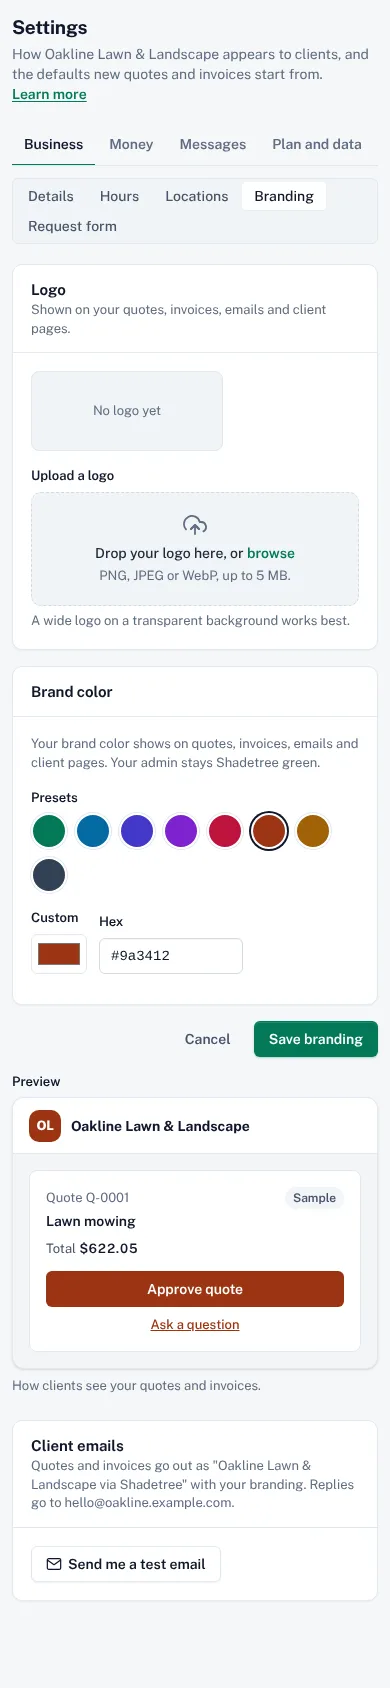 Settings
How Oakline Lawn & Landscape appears to clients, and
the defaults new quotes and invoices start from.
Learn more
Business Money Messages Plan and data
Details Hours Locations Branding
Request form
Logo
Shown on your quotes, invoices, emails and client
pages.
No logo yet
Upload a logo
Drop your logo here, or browse
PNG, JPEG or WebP, up to 5 MB.
A wide logo on a transparent background works best.
Brand color
Your brand color shows on quotes, invoices, emails and
client pages. Your admin stays Shadetree green.
Presets
Custom Hex
#9a3412
Cancel Save branding
Preview
OL Oakline Lawn & Landscape
Quote Q-0001 Sample
Lawn mowing
Total $622.05
Approve quote
Ask a question
How clients see your quotes and invoices.
Client emails
Quotes and invoices go out as "Oakline Lawn &
Landscape via Shadetree" with your branding. Replies
go to hello@oakline.example.com.
Send me a test email